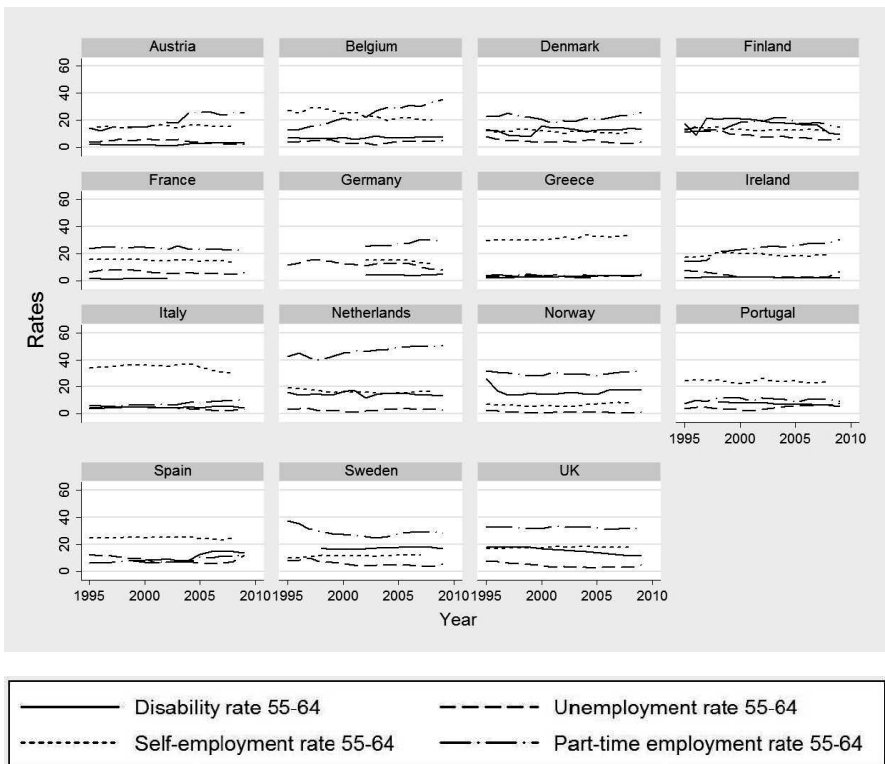 Austria Belgium Denmark Finland
60
40
20
0
France Germany Greece Ireland
60
40
20
0
Italy Netherlands Norway Portugal
60
40
20
0
1995 2000 2005 2010
Spain Sweden UK
60
40
20
0
1995 2000 2005 2010 1995 2000 2005 2010 1995 2000 2005 2010
Rates
Year
Disability rate 55-64 Unemployment rate 55-64
Self-employment rate 55-64 Part-time employment rate 55-64